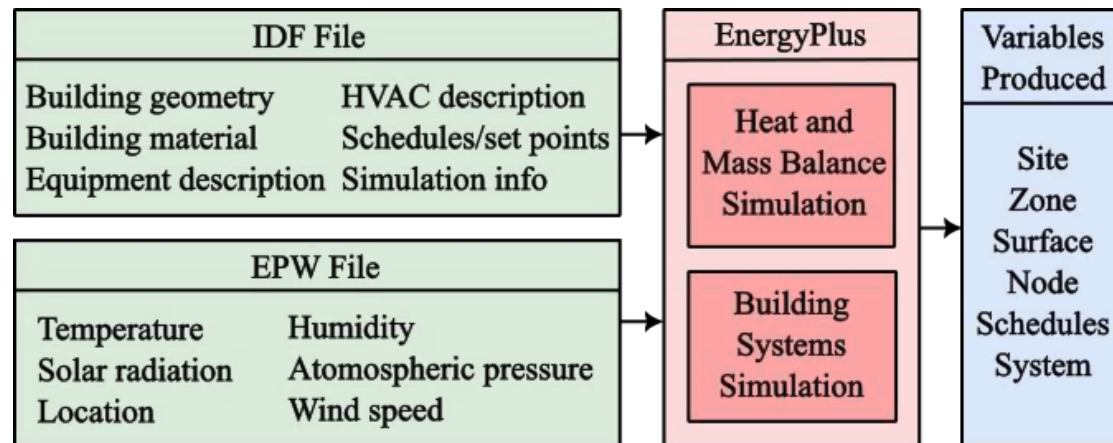 IDF File
Building geometry HVAC description
Building material Schedules/set points
Equipment description Simulation info
EPW File
Temperature Humidity
Solar radiation Atomospheric pressure
Location Wind speed
EnergyPlus
Heat and
Mass Balance
Simulation
Building
Systems
Simulation
Variables
Produced
Site
Zone
Surface
Node
Schedules
System